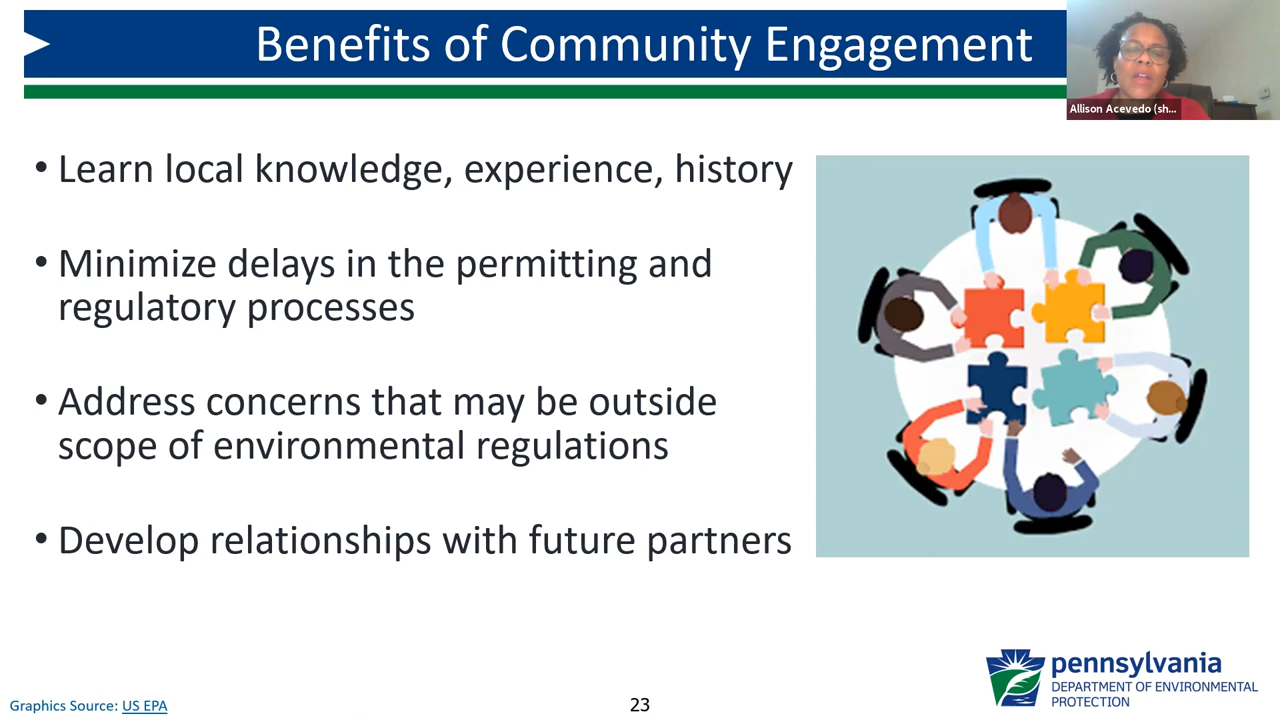 Benefits of Community Engagement
Allison Acevedo (sh...
• Learn local knowledge, experience, history
• Minimize delays in the permitting and
regulatory processes
• Address concerns that may be outside
scope of environmental regulations
• Develop relationships with future partners
pennsylvania
DEPARTMENT OF ENVIRONMENTAL
PROTECTION
Graphics Source: US EPA
23